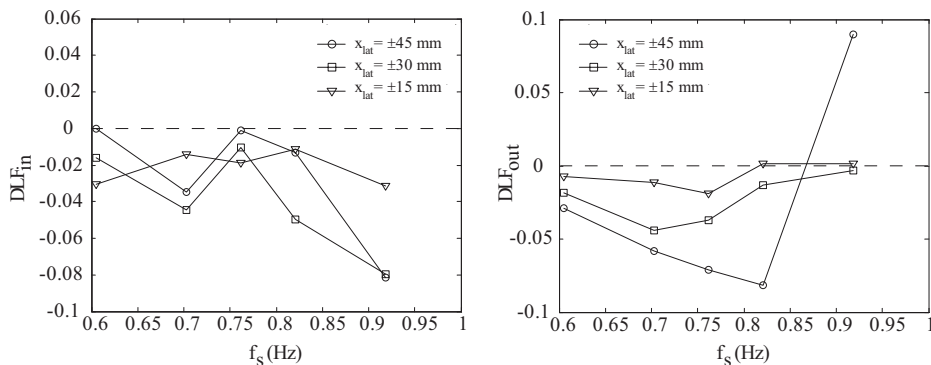 0.06
0.04
0.02
0
-0.02
-0.04
-0.06
-0.08
-0.1
DLFin
x_lat = ±45 mm
x_lat = ±30 mm
x_lat = ±15 mm
0.6 0.65 0.7 0.75 0.8 0.85 0.9 0.95 1
fs (Hz)
0.1
0.05
0
-0.05
-0.1
DLFout
x_lat = ±45 mm
x_lat = ±30 mm
x_lat = ±15 mm
0.6 0.65 0.7 0.75 0.8 0.85 0.9 0.95 1
fs (Hz)